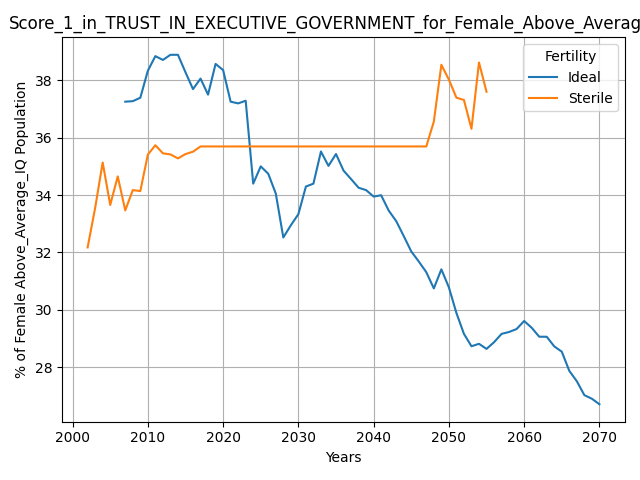 Score_1_in_TRUST_IN_EXECUTIVE_GOVERNMENT_for_Female_Above_Averag
Fertility
Ideal
Sterile
% of Female Above_Average_IQ Population
38
36
34
32
30
28
2000 2010 2020 2030 2040 2050 2060 2070
Years